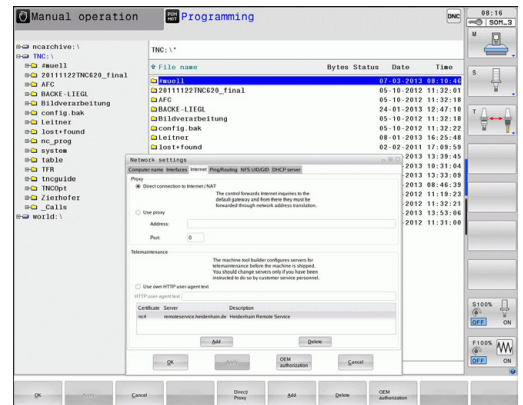 Manual operation
PGM MGT Programming
DNC
08:16
SOM_3
ncarchive:\
TNC:\
#muell
20111122TNC620_final
AFC
BACKE-LIEGL
Bildverarbeitung
config.bak
Leitner
lost+found
nc_prog
system
table
TFR
tncguide
TNCOpt
Zierhofer
_Calls
world:\
TNC:\*
File name Bytes Status Date Time
#muell 07-03-2013 08:10:46
20111122TNC620_final 05-10-2012 11:32:01
AFC 05-10-2012 11:32:18
BACKE-LIEGL 24-01-2013 12:47:10
Bildverarbeitung 05-10-2012 11:32:18
config.bak 05-10-2012 11:32:22
Leitner 08-01-2013 16:25:48
lost+found 02-02-2011 17:09:59
-2013 13:39:45
-2013 10:31:04
-2013 13:33:09
-2013 08:46:39
-2012 11:19:23
-2012 11:32:21
-2013 13:53:06
-2012 11:31:00
Network settings
Computer name Interfaces Internet Ping/Routing NFS UID/GID DHCP server
Proxy
Direct connection to Internet / NAT
The control forwards Internet inquiries to the
default gateway and from there they must be
forwarded through network address translation.
Use proxy
Address:
Port: 0
Telemaintenance
The machine tool builder configures servers for
telemaintenance before the machine is shipped.
You should change servers only if you have been
instructed to do so by customer service personnel.
Use own HTTP user-agent text
HTTP user-agent text
Certificate Server Description
nc4 remoteservice.heidenhain.de Heidenhain Remote Service
Add Delete
OK Apply OEM authorization Cancel
M
S
T
S100%
OFF ON
F100%
OFF ON
OK Apply Cancel Direct Proxy Add Delete OEM authorization